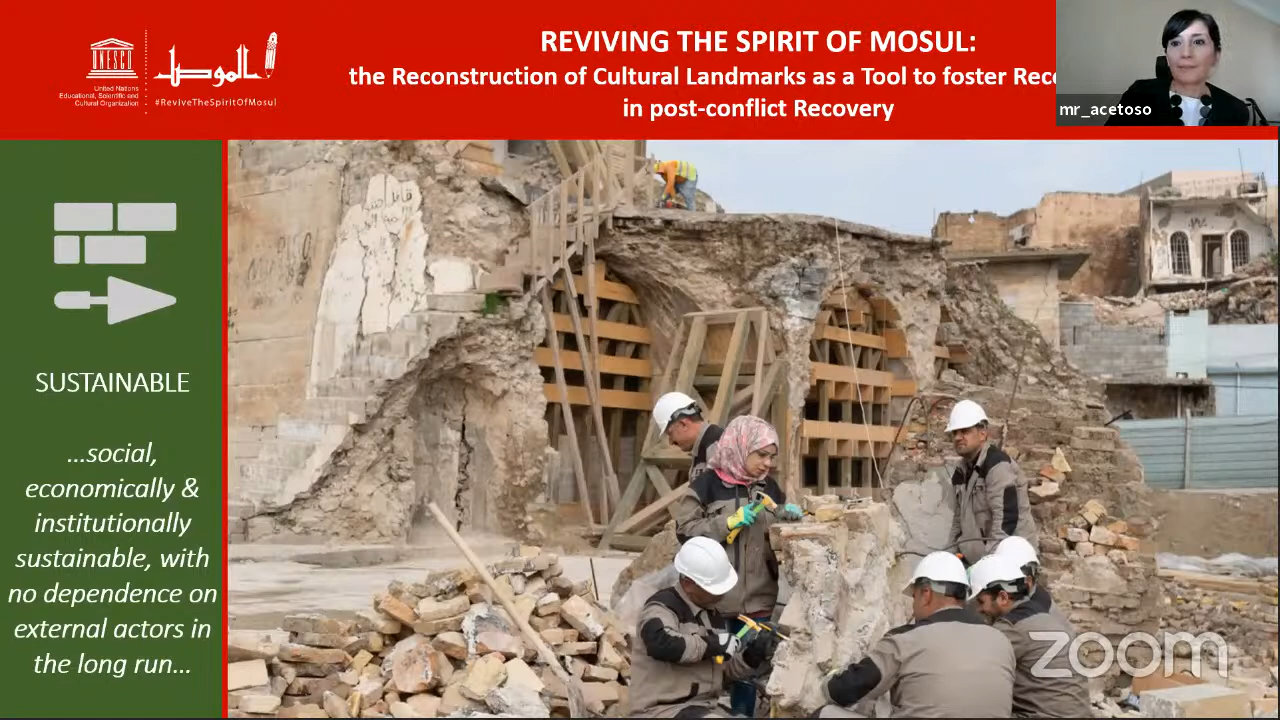 REVIVING THE SPIRIT OF MOSUL:
the Reconstruction of Cultural Landmarks as a Tool to foster
in post-conflict Recovery
UNESCO
United Nations
Educational, Scientific and
Cultural Organization
الموصل
#ReviveTheSpiritOfMosul
mr_acetoso
SUSTAINABLE
...social,
economically &
institutionally
sustainable, with
no dependence on
external actors in
the long run...
zoom